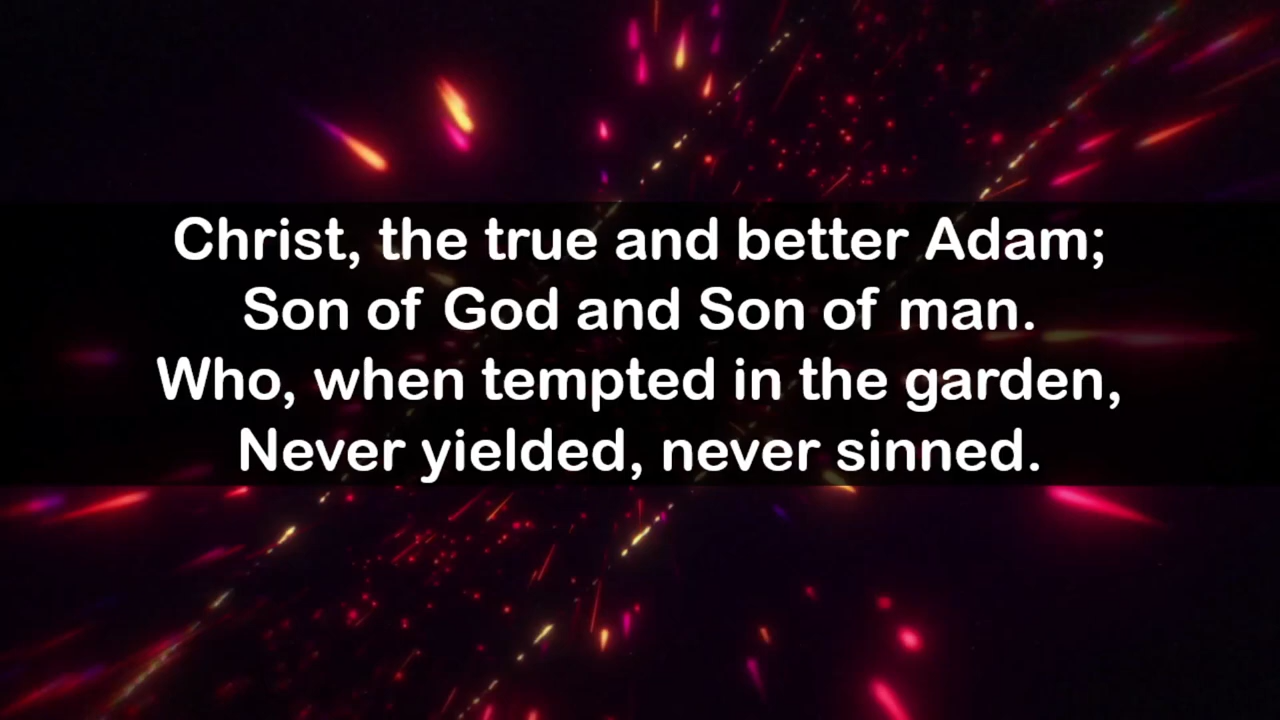 Christ, the true and better Adam;
Son of God and Son of man.
Who, when tempted in the garden,
Never yielded, never sinned.